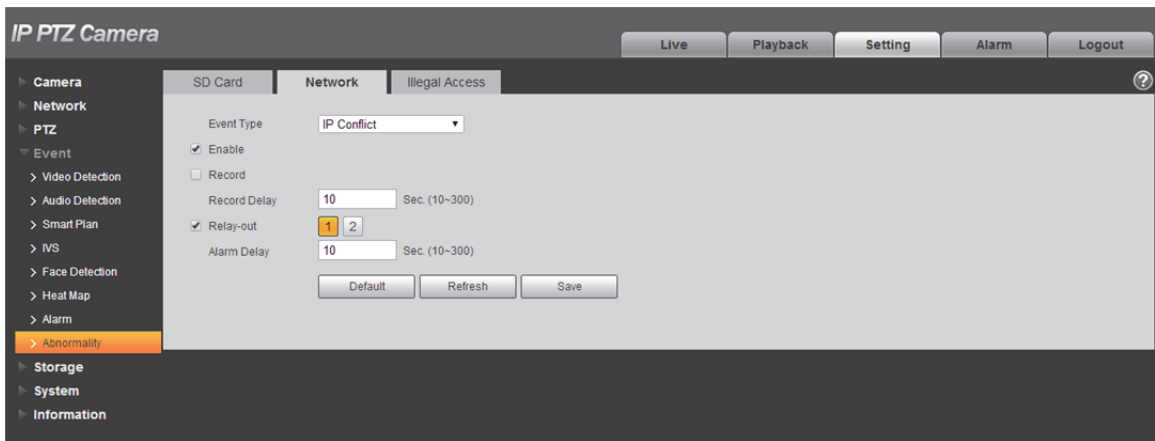 IP PTZ Camera
Live Playback Setting Alarm Logout
Camera
Network
PTZ
Event
Video Detection
Audio Detection
Smart Plan
IVS
Face Detection
Heat Map
Alarm
Abnormality
Storage
System
Information
SD Card Network Illegal Access ?
Event Type IP Conflict
Enable
Record
Record Delay 10 Sec. (10~300)
Relay-out 1 2
Alarm Delay 10 Sec. (10~300)
Default Refresh Save